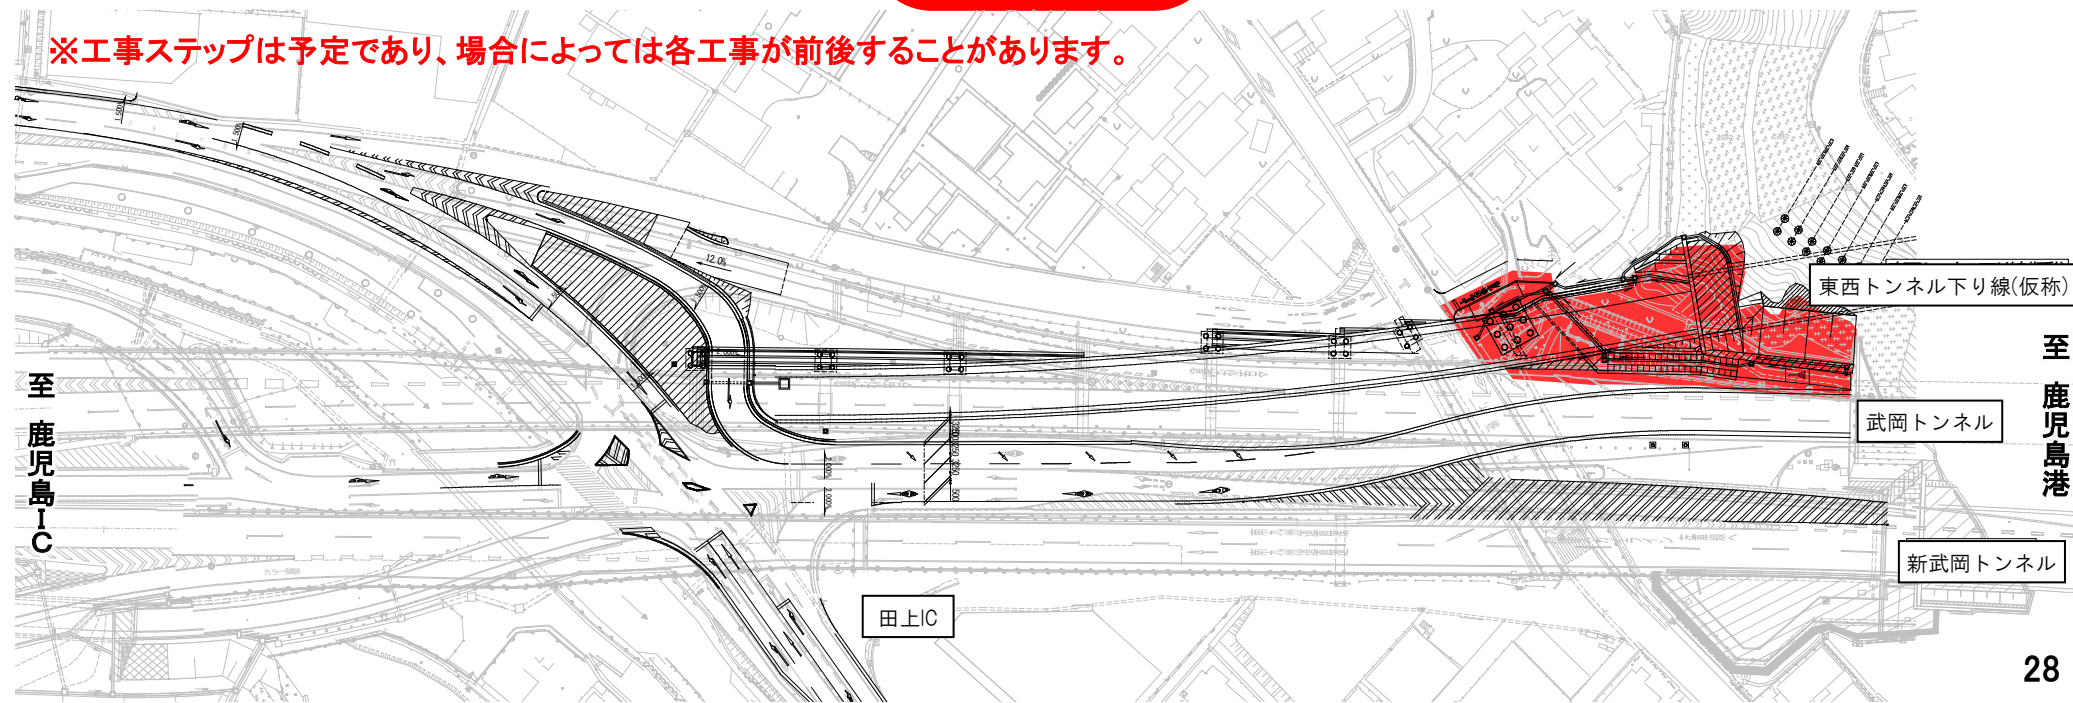 ※工事ステップは予定であり、場合によっては各工事が前後することがあります。
12.0%
東西トンネル下り線(仮称)
至 鹿児島港
至 鹿児島IC
武岡トンネル
新武岡トンネル
田上IC
28